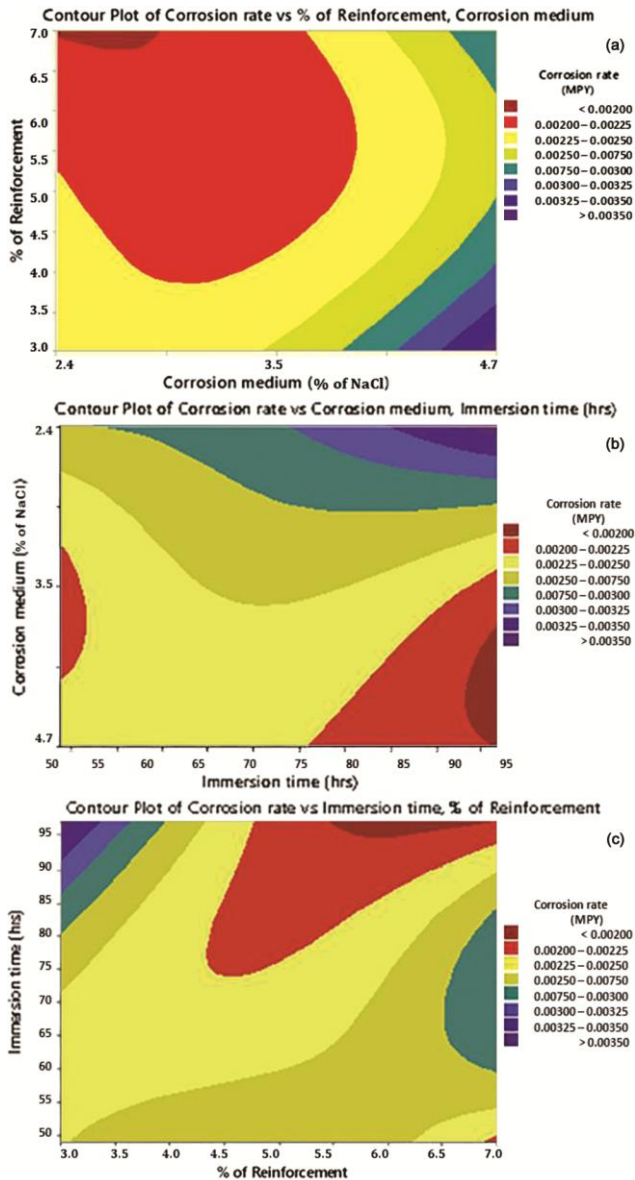 Contour Plot of Corrosion rate vs % of Reinforcement, Corrosion medium
(a)
7.0
6.5
6.0
5.5
5.0
4.5
4.0
3.5
3.0
% of Reinforcement
2.4 3.5 4.7
Corrosion medium (% of NaCl)
Corrosion rate
(MPY)
< 0.00200
0.00200 – 0.00225
0.00225 – 0.00250
0.00250 – 0.00750
0.00750 – 0.00300
0.00300 – 0.00325
0.00325 – 0.00350
> 0.00350
Contour Plot of Corrosion rate vs Corrosion medium, Immersion time (hrs)
(b)
2.4
3.5
4.7
Corrosion medium (% of NaCl)
50 55 60 65 70 75 80 85 90 95
Immersion time (hrs)
Corrosion rate
(MPY)
< 0.00200
0.00200 – 0.00225
0.00225 – 0.00250
0.00250 – 0.00750
0.00750 – 0.00300
0.00300 – 0.00325
0.00325 – 0.00350
> 0.00350
Contour Plot of Corrosion rate vs Immersion time, % of Reinforcement
(c)
95
90
85
80
75
70
65
60
55
50
Immersion time (hrs)
3.0 3.5 4.0 4.5 5.0 5.5 6.0 6.5 7.0
% of Reinforcement
Corrosion rate
(MPY)
< 0.00200
0.00200 – 0.00225
0.00225 – 0.00250
0.00250 – 0.00750
0.00750 – 0.00300
0.00300 – 0.00325
0.00325 – 0.00350
> 0.00350